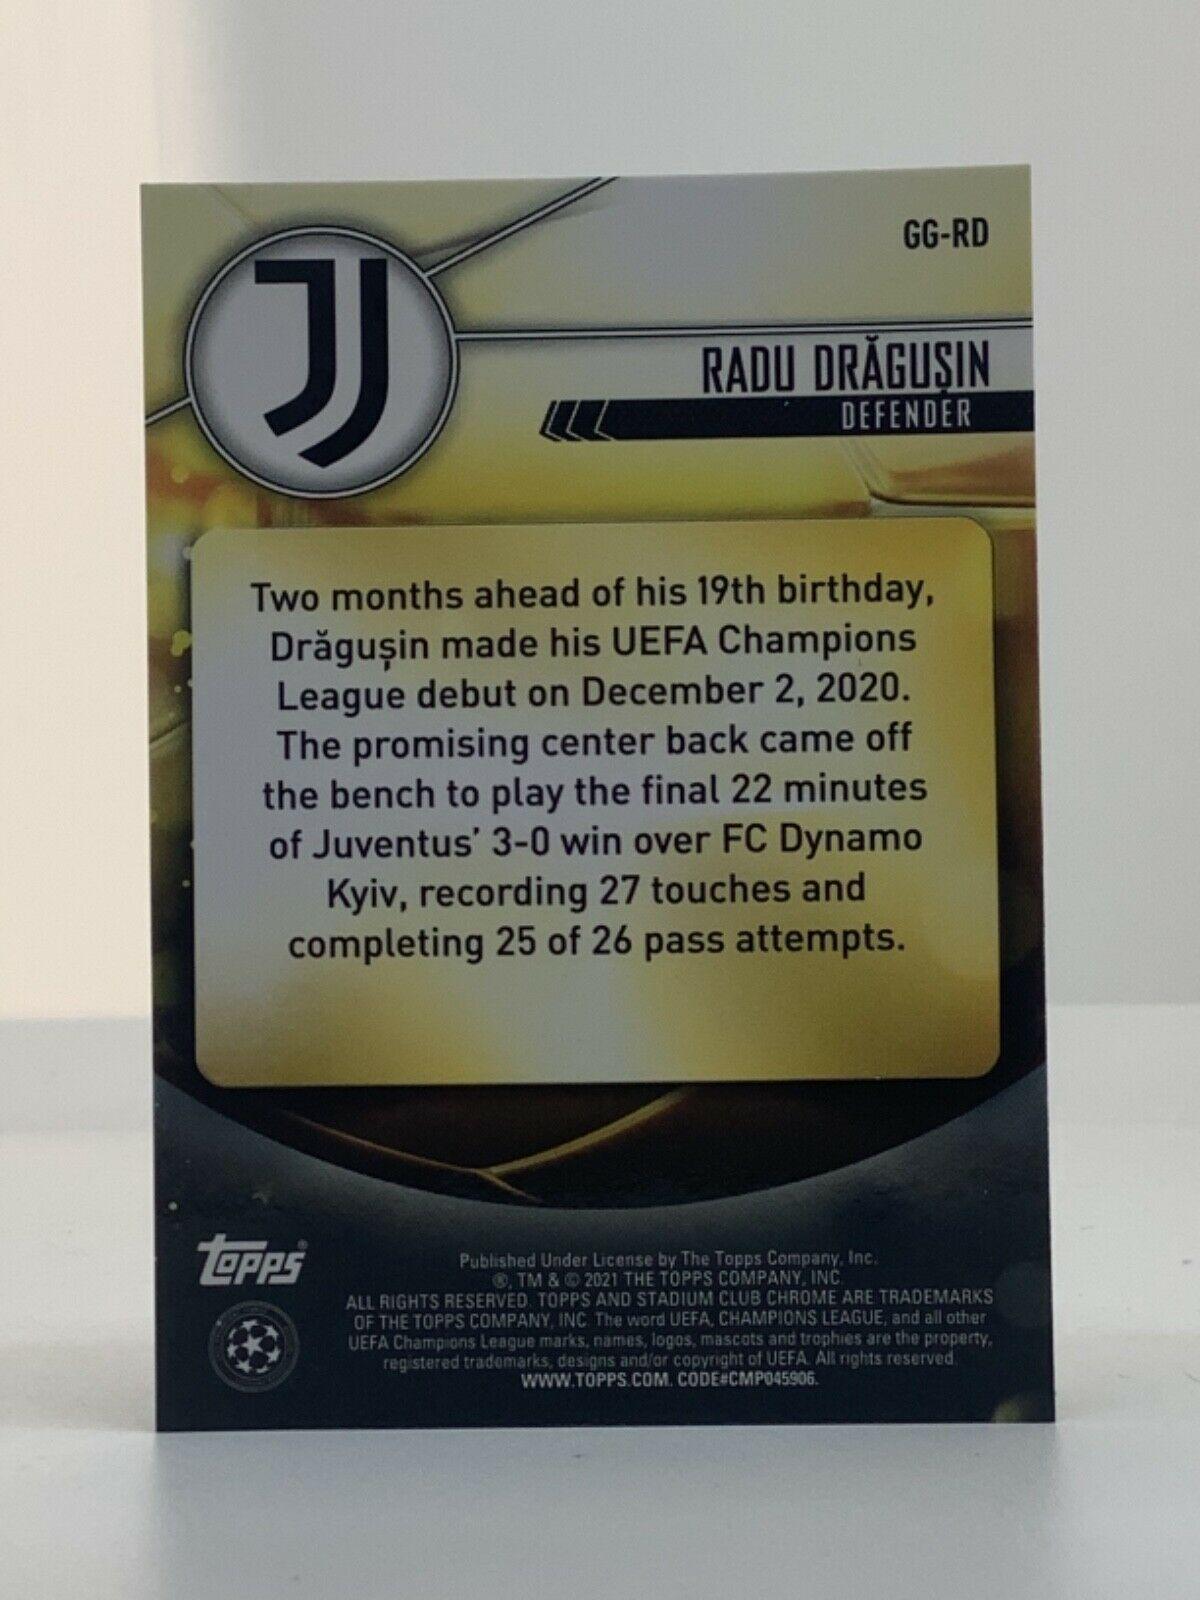 GG-RD
RADU DRĂGUȘIN
DEFENDER
Two months ahead of his 19th birthday,
Drăgușin made his UEFA Champions
League debut on December 2, 2020.
The promising center back came off
the bench to play the final 22 minutes
of Juventus’ 3-0 win over FC Dynamo
Kyiv, recording 27 touches and
completing 25 of 26 pass attempts.
topps®
Published Under License by The Topps Company, Inc.
®, TM & © 2021 THE TOPPS COMPANY, INC.
ALL RIGHTS RESERVED. TOPPS AND STADIUM CLUB CHROME ARE TRADEMARKS
OF THE TOPPS COMPANY, INC. The word UEFA, CHAMPIONS LEAGUE, and all other
UEFA Champions League marks, names, logos, mascots and trophies are the property,
registered trademarks, designs and/or copyright of UEFA. All rights reserved.
WWW.TOPPS.COM. CODE#CMP045906.